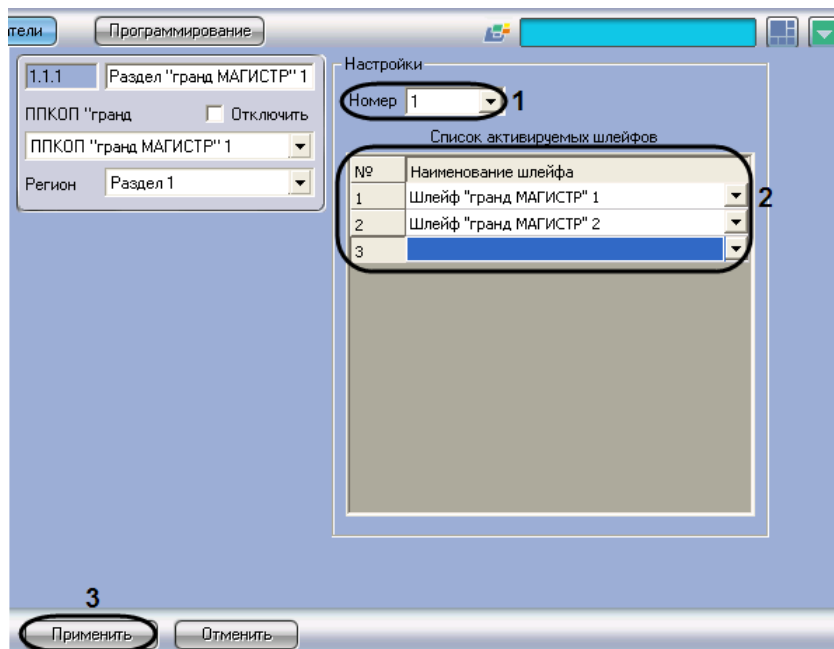 тели Программирование
1.1.1 Раздел "гранд МАГИСТР" 1
ППКОП "гранд Отключить
ППКОП "гранд МАГИСТР" 1
Регион Раздел 1
Настройки
Номер 1 1
Список активируемых шлейфов
№ Наименование шлейфа
1 Шлейф "гранд МАГИСТР" 1
2 Шлейф "гранд МАГИСТР" 2
2
3
3
Применить Отменить